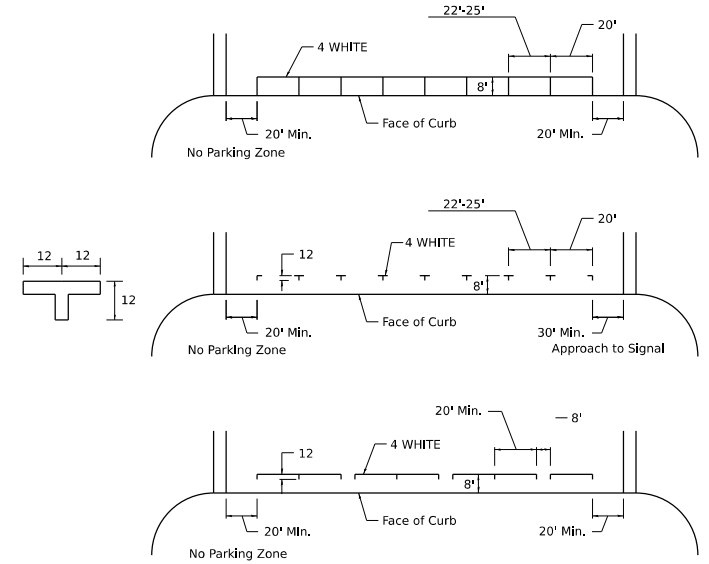 22'-25'
20'
4 WHITE
8'
20' Min.
Face of Curb
20' MIn.
No Parking Zone
22'-25'
20'
12 12
12
12
4 WHITE
8'
20' Min.
Face of Curb
30' Min.
No Parking Zone
Approach to Signal
20' Min.
8'
12
4 WHITE
8'
20' MIn.
Face of Curb
20' Min.
No Parking Zone